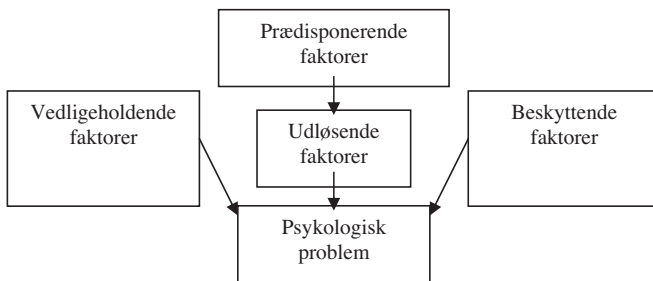 Prædisponerende
faktorer
Vedligeholdende
faktorer
Udløsende
faktorer
Beskyttende
faktorer
Psykologisk
problem